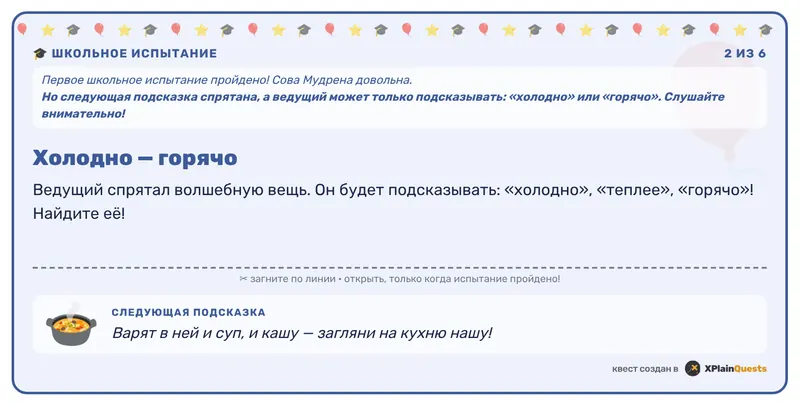 ШКОЛЬНОЕ ИСПЫТАНИЕ
2 ИЗ 6
Первое школьное испытание пройдено! Сова Мудрена довольна.
Но следующая подсказка спрятана, а ведущий может только подсказывать: «холодно» или «горячо». Слушайте
внимательно!
Холодно — горячо
Ведущий спрятал волшебную вещь. Он будет подсказывать: «холодно», «теплее», «горячо»!
Найдите её!
✂ загните по линии · открыть, только когда испытание пройдено!
СЛЕДУЮЩАЯ ПОДСКАЗКА
Варят в ней и суп, и кашу — загляни на кухню нашу!
квест создан в XPlainQuests